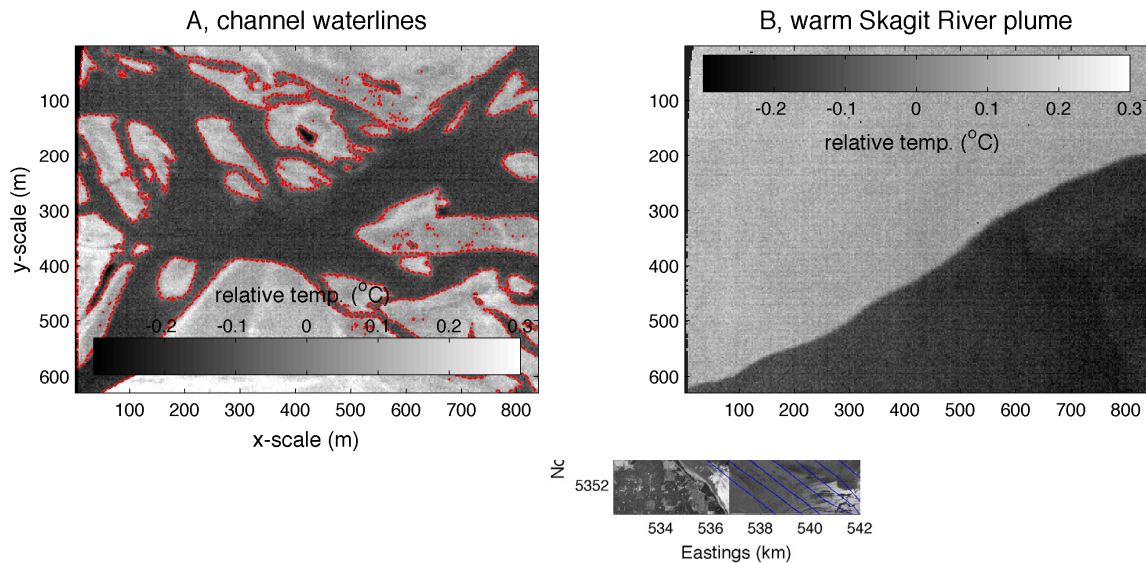 A, channel waterlines
100
200
300
400
500
600
y-scale (m)
relative temp. (°C)
-0.2 -0.1 0 0.1 0.2 0.3
100 200 300 400 500 600 700 800
x-scale (m)
B, warm Skagit River plume
-0.2 -0.1 0 0.1 0.2 0.3
relative temp. (°C)
100
200
300
400
500
600
100 200 300 400 500 600 700 800
5352
534 536 538 540 542
Eastings (km)